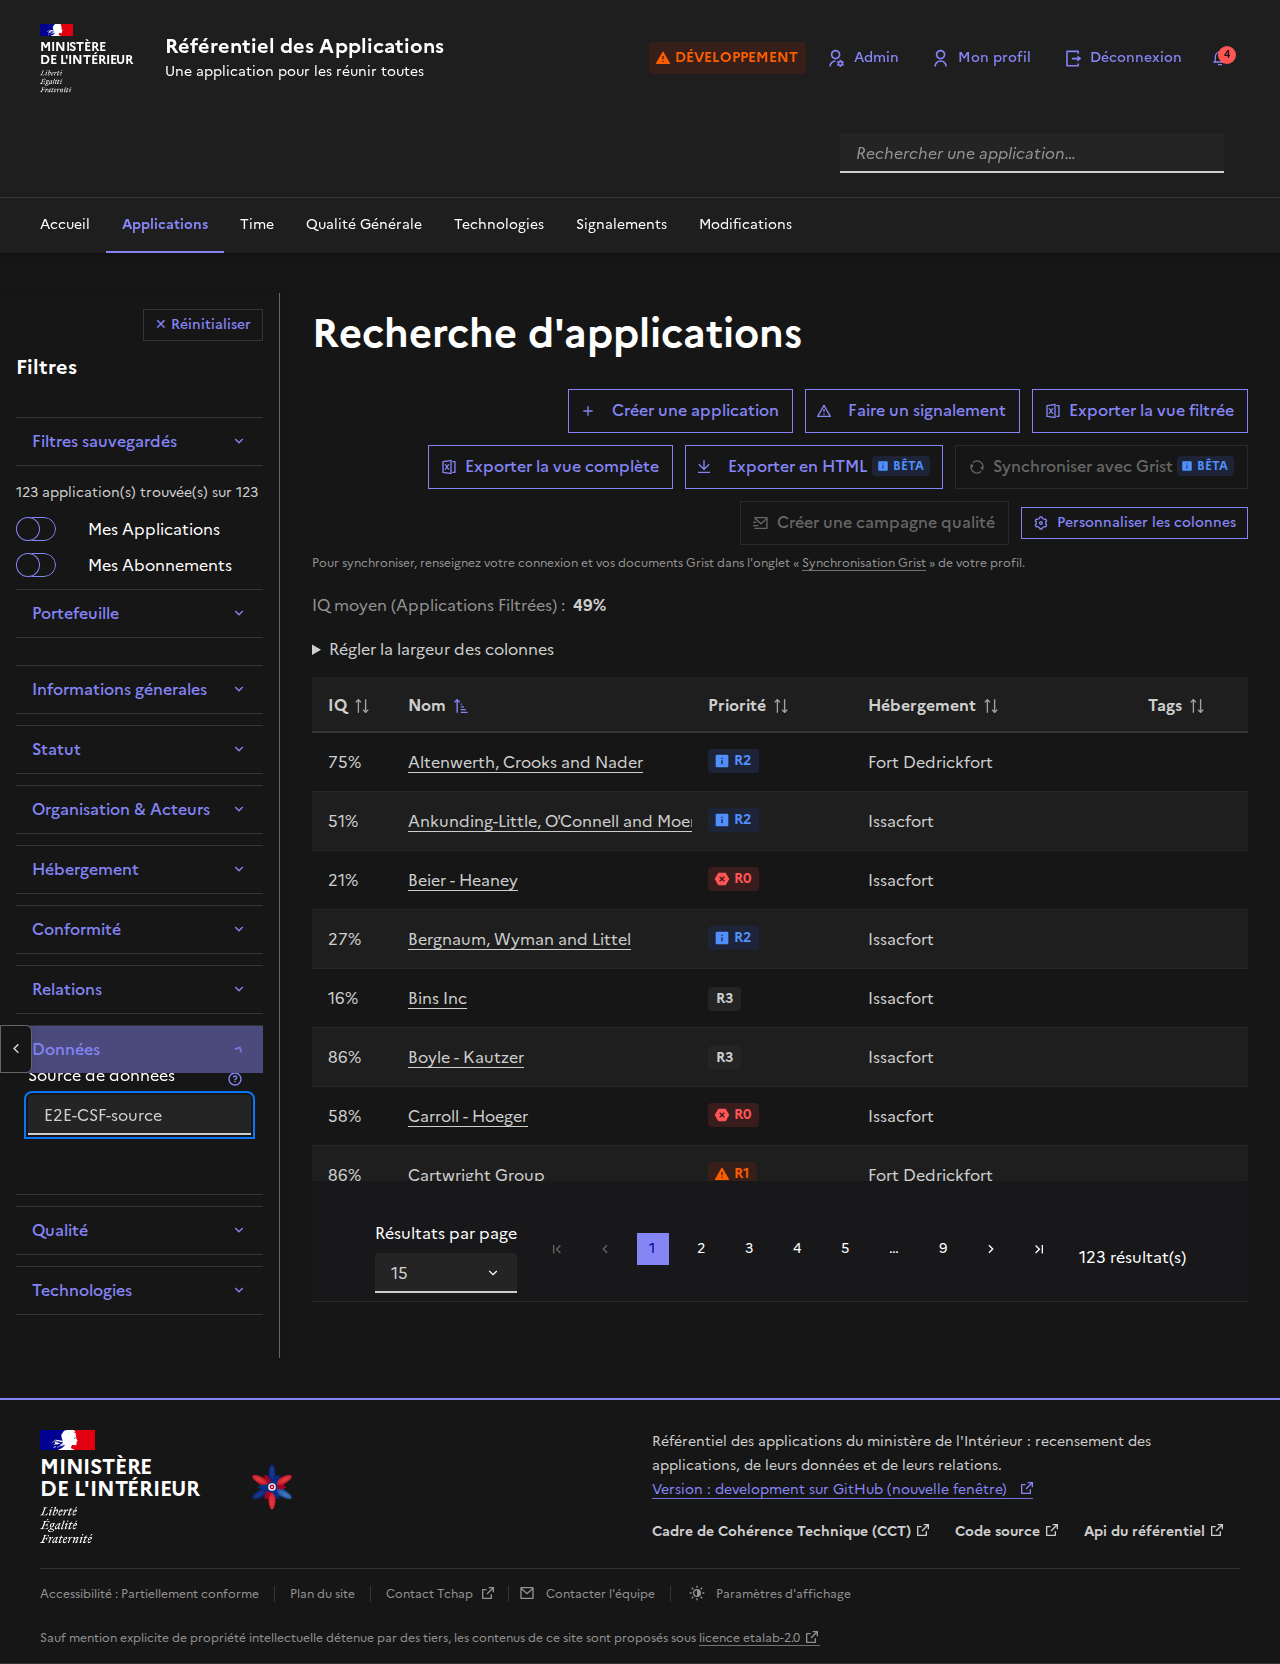 MINISTÈRE
DE L'INTÉRIEUR
Liberté
Égalité
Fraternité
Référentiel des Applications
Une application pour les réunir toutes
DÉVELOPPEMENT
Admin
Mon profil
Déconnexion
4
Rechercher une application...
Accueil
Applications
Time
Qualité Générale
Technologies
Signalements
Modifications
Réinitialiser
Filtres
Filtres sauvegardés
123 application(s) trouvée(s) sur 123
Mes Applications
Mes Abonnements
Portefeuille
Informations génerales
Statut
Organisation & Acteurs
Hébergement
Conformité
Relations
Données
Source de données
E2E-CSF-source
Qualité
Technologies
Recherche d'applications
Créer une application
Faire un signalement
Exporter la vue filtrée
Exporter la vue complète
Exporter en HTML BÊTA
Synchroniser avec Grist BÊTA
Créer une campagne qualité
Personnaliser les colonnes
Pour synchroniser, renseignez votre connexion et vos documents Grist dans l'onglet « Synchronisation Grist » de votre profil.
IQ moyen (Applications Filtrées) : 49%
Régler la largeur des colonnes
IQ Nom Priorité Hébergement Tags
75% Altenwerth, Crooks and Nader R2 Fort Dedrickfort
51% Ankunding-Little, O'Connell and Moen R2 Issacfort
21% Beier - Heaney R0 Issacfort
27% Bergnaum, Wyman and Littel R2 Issacfort
16% Bins Inc R3 Issacfort
86% Boyle - Kautzer R3 Issacfort
58% Carroll - Hoeger R0 Issacfort
86% Cartwright Group R1 Fort Dedrickfort
Résultats par page
15
1 2 3 4 5 … 9
123 résultat(s)
MINISTÈRE
DE L'INTÉRIEUR
Liberté
Égalité
Fraternité
Référentiel des applications du ministère de l'Intérieur : recensement des
applications, de leurs données et de leurs relations.
Version : development sur GitHub (nouvelle fenêtre)
Cadre de Cohérence Technique (CCT)
Code source
Api du référentiel
Accessibilité : Partiellement conforme
Plan du site
Contact Tchap
Contacter l'équipe
Paramètres d'affichage
Sauf mention explicite de propriété intellectuelle détenue par des tiers, les contenus de ce site sont proposés sous licence etalab-2.0